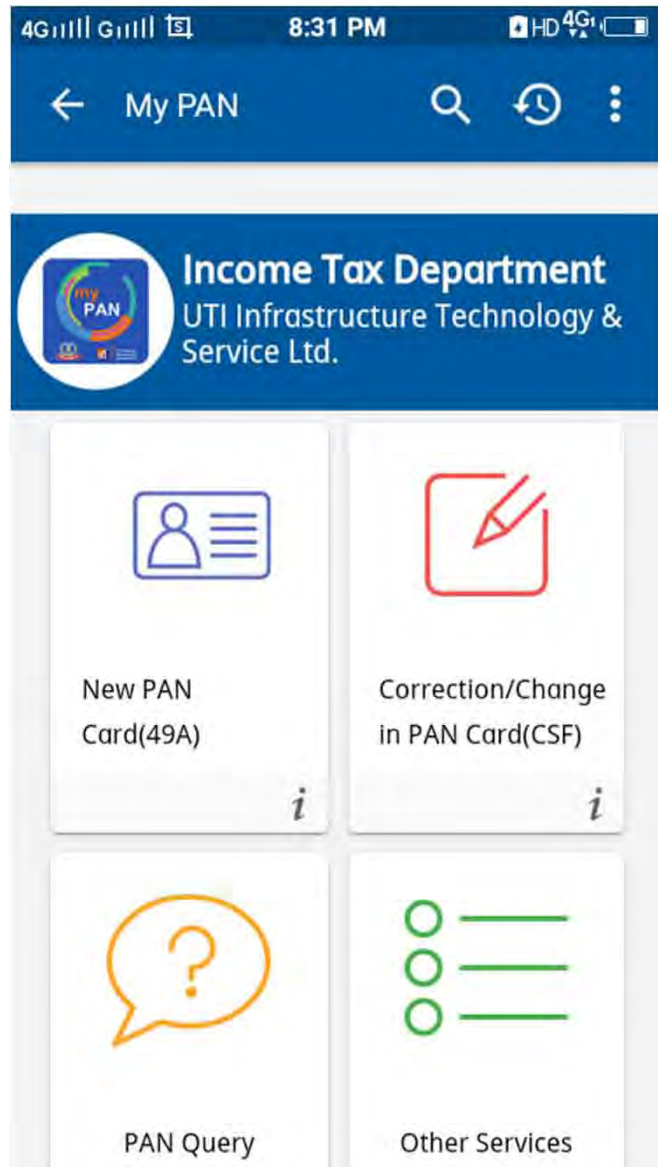 4G G 8:31 PM HD 4G
My PAN
my
PAN
Income Tax Department
UTI Infrastructure Technology &
Service Ltd.
New PAN
Card(49A)
i
Correction/Change
in PAN Card(CSF)
i
?
PAN Query
Other Services